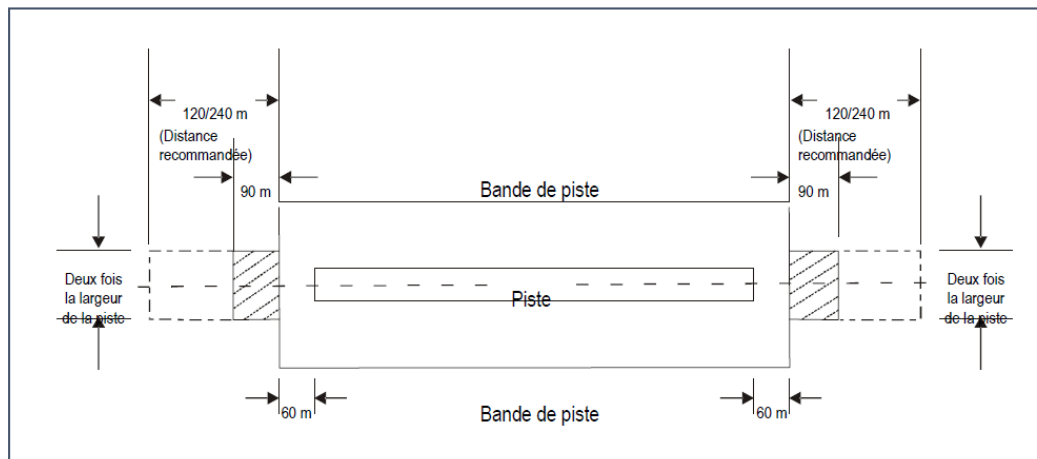 120/240 m
(Distance
recommandée)
90 m
120/240 m
(Distance
recommandée)
90 m
Bande de piste
Deux fois
la largeur
de la piste
Piste
Deux fois
la largeur
de la piste
60 m
Bande de piste
60 m